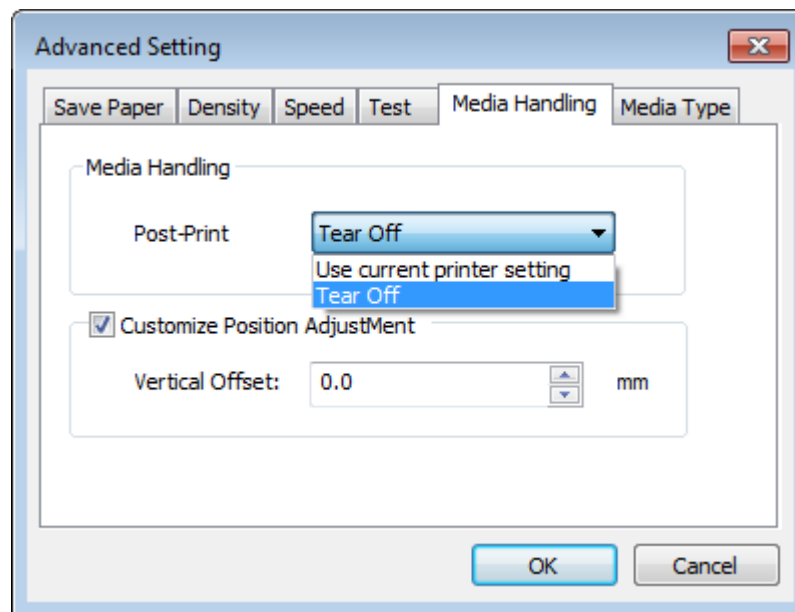 Advanced Setting
Save Paper Density Speed Test Media Handling Media Type
Media Handling
Post-Print Tear Off
Use current printer setting
Tear Off
Customize Position AdjustMent
Vertical Offset: 0.0 mm
OK Cancel